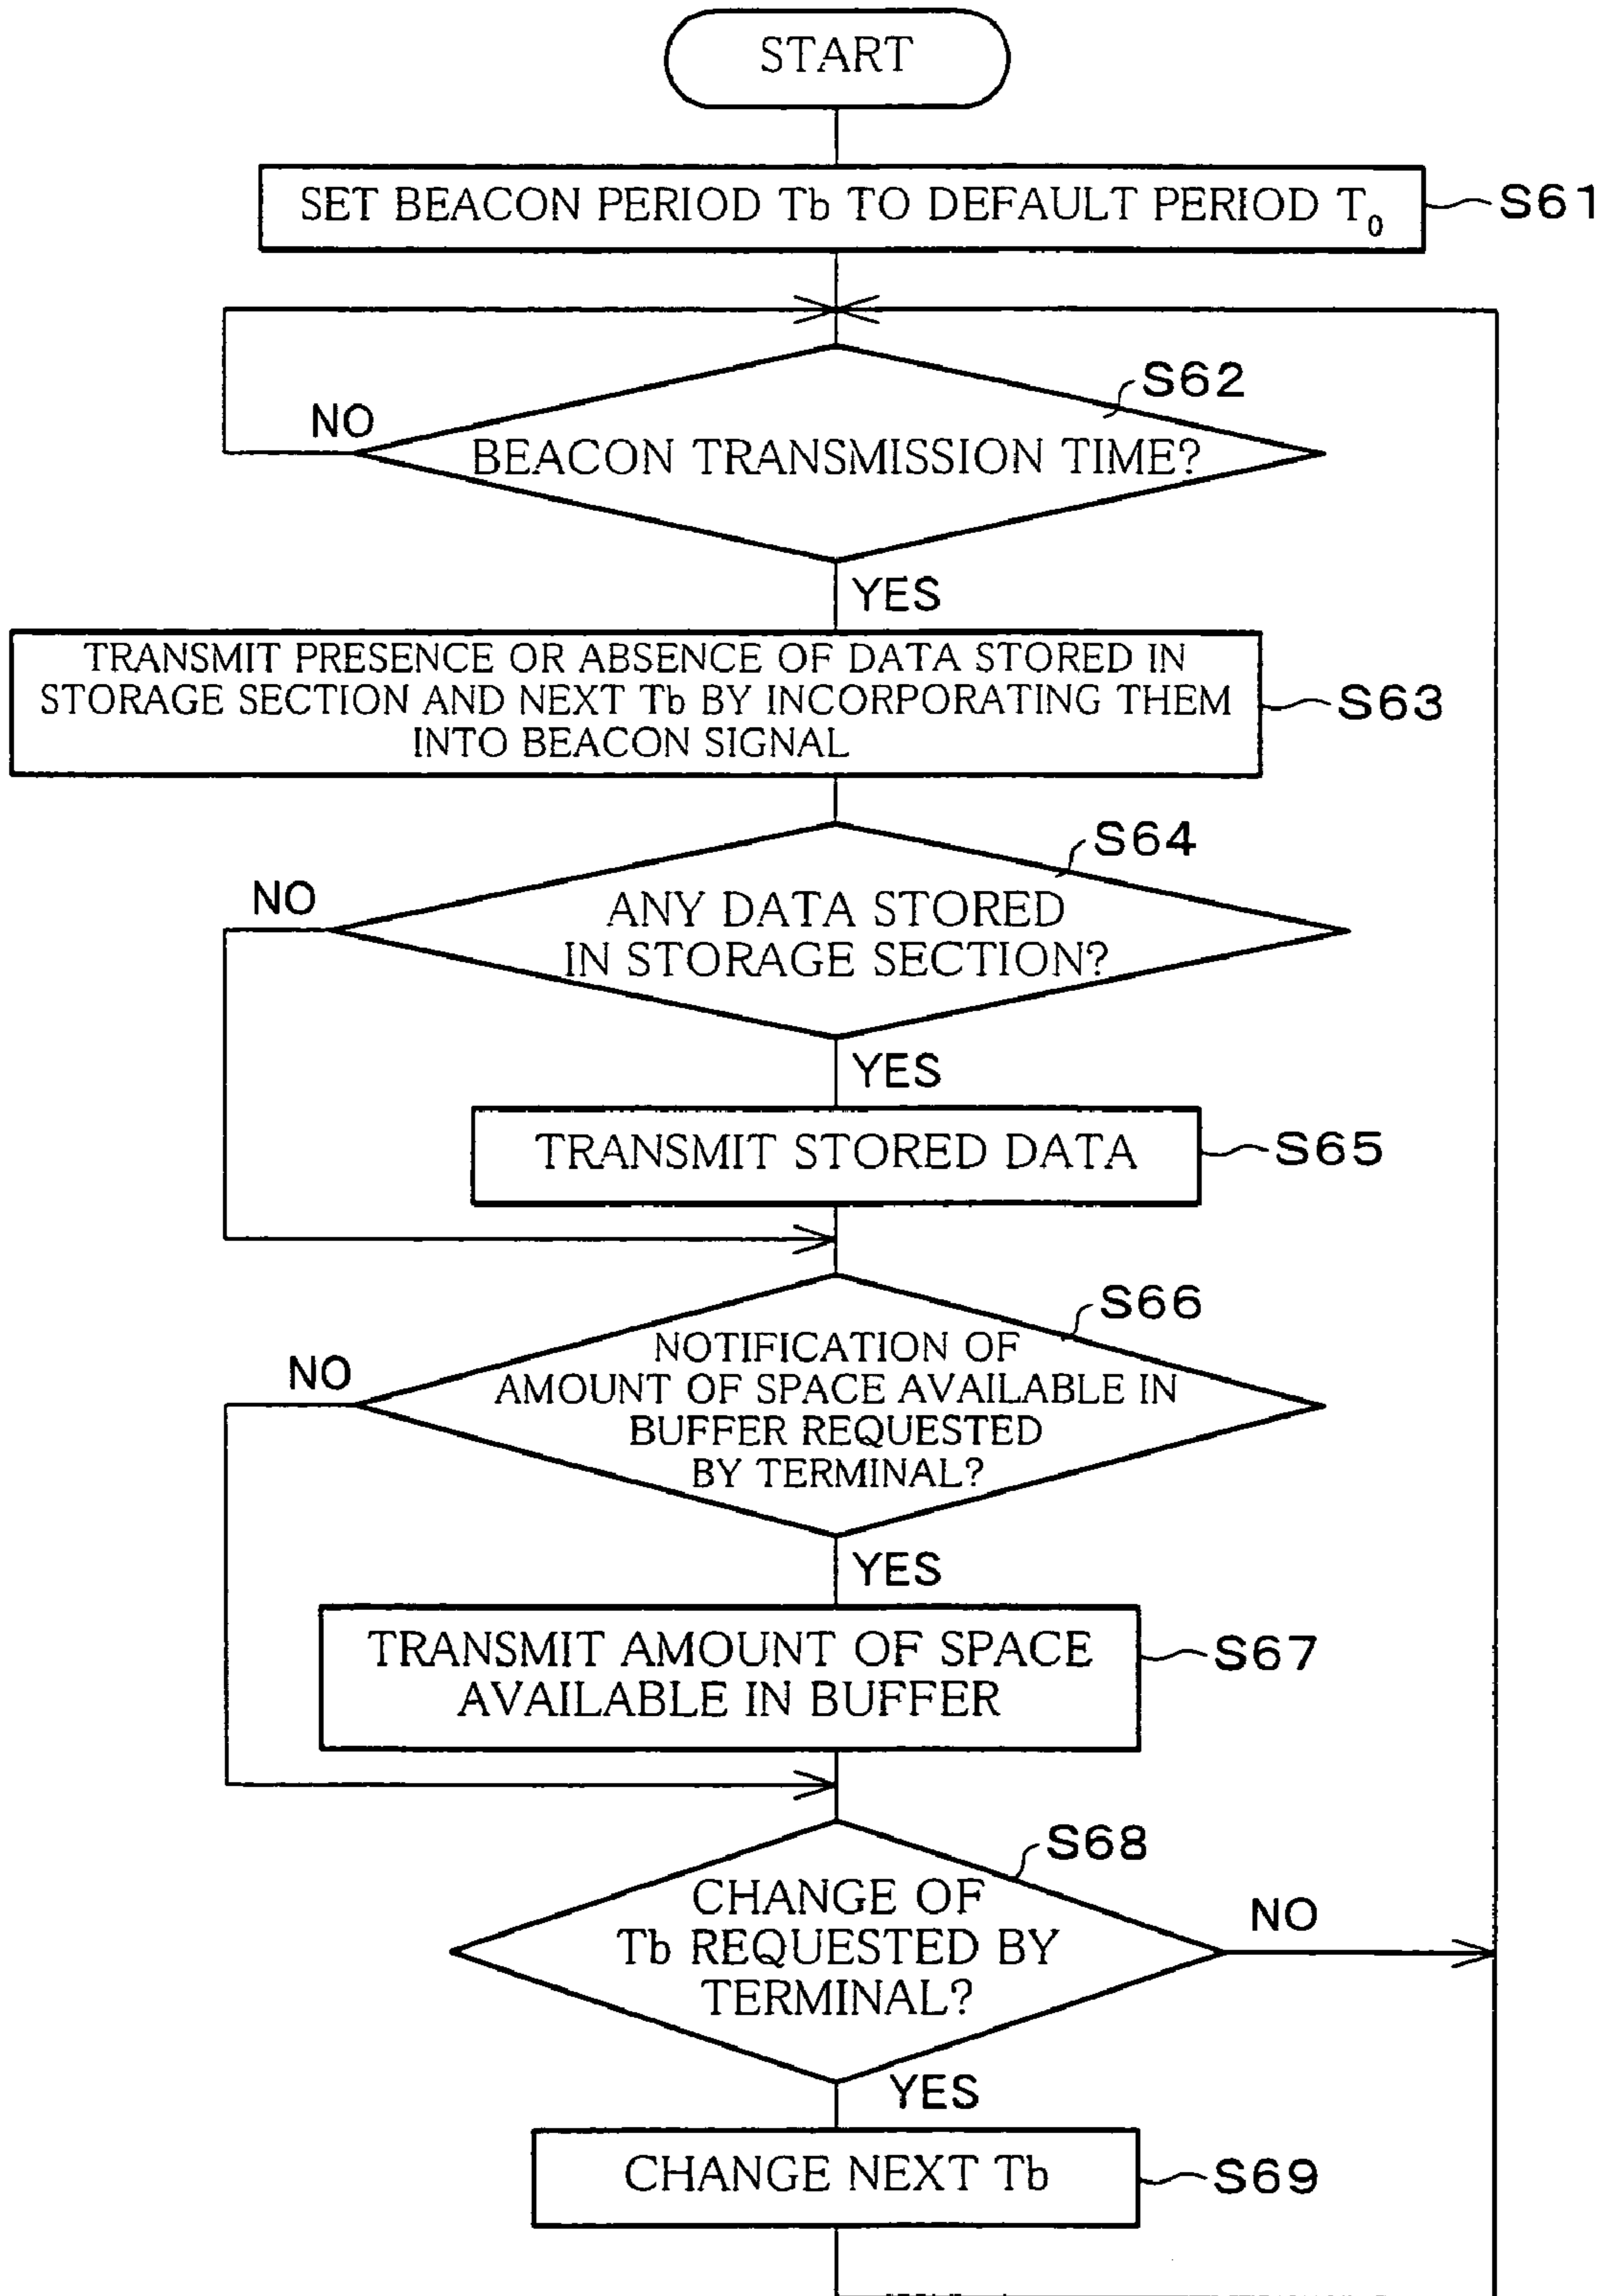 START
SET BEACON PERIOD Tb TO DEFAULT PERIOD T0
S61
S62
NO
BEACON TRANSMISSION TIME?
YES
TRANSMIT PRESENCE OR ABSENCE OF DATA STORED IN
STORAGE SECTION AND NEXT Tb BY INCORPORATING THEM
INTO BEACON SIGNAL
S63
S64
NO
ANY DATA STORED
IN STORAGE SECTION?
YES
TRANSMIT STORED DATA
S65
S66
NO
NOTIFICATION OF
AMOUNT OF SPACE AVAILABLE IN
BUFFER REQUESTED
BY TERMINAL?
YES
TRANSMIT AMOUNT OF SPACE
AVAILABLE IN BUFFER
S67
S68
CHANGE OF
Tb REQUESTED BY
TERMINAL?
NO
YES
CHANGE NEXT Tb
S69